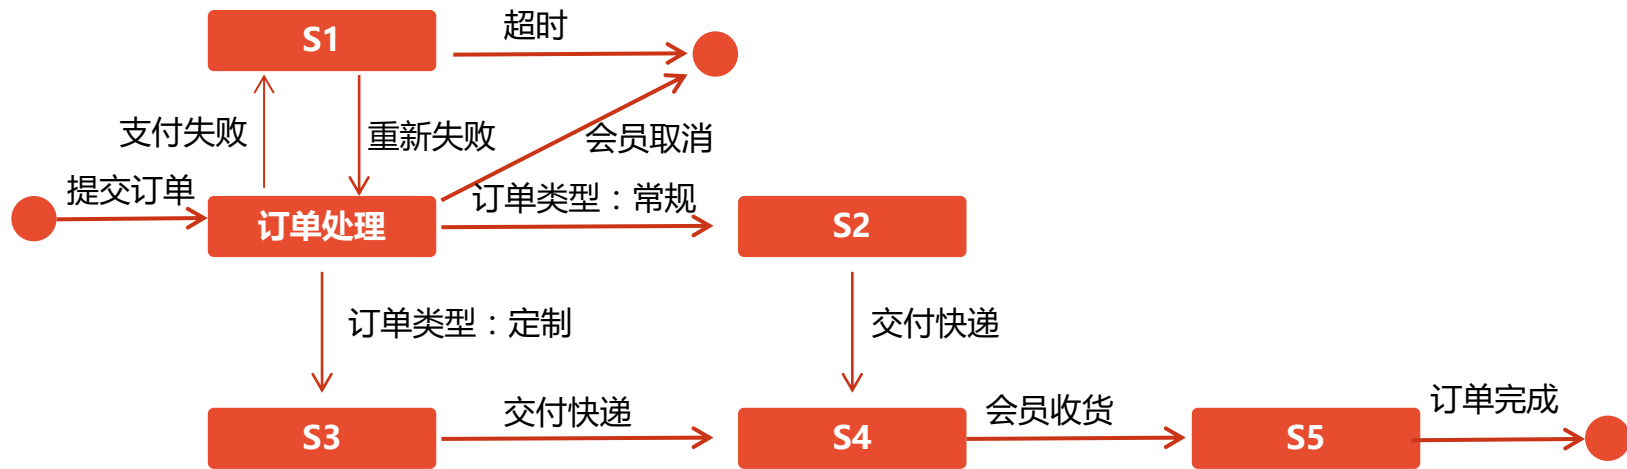 S1
超时
支付失败
重新失败
会员取消
提交订单
订单处理
订单类型：常规
S2
订单类型：定制
交付快递
S3
交付快递
S4
会员收货
S5
订单完成